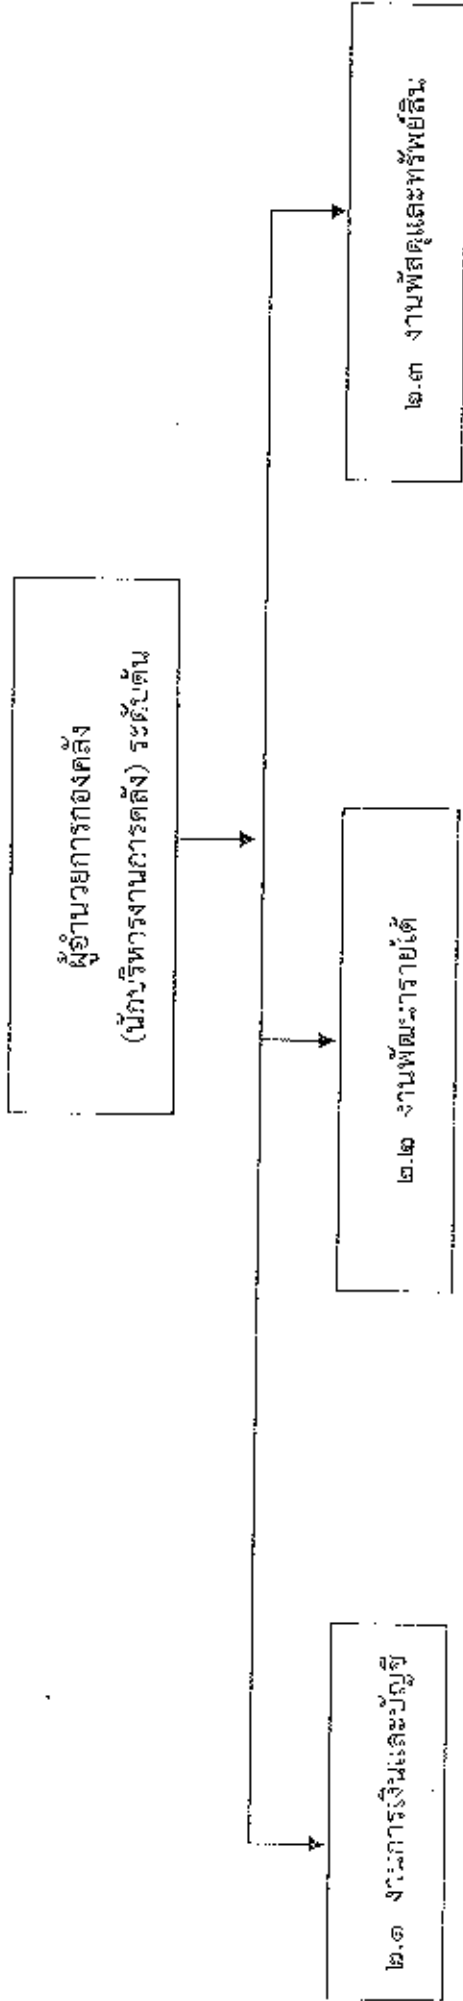 ผู้อำนวยการกองคลัง
(นักบริหารงานการคลัง) ระดับต้น
๒.๑ งานการเงินและบัญชี
๒.๒ งานพัฒนารายได้
๒.๓ งานพัสดุและทรัพย์สิน